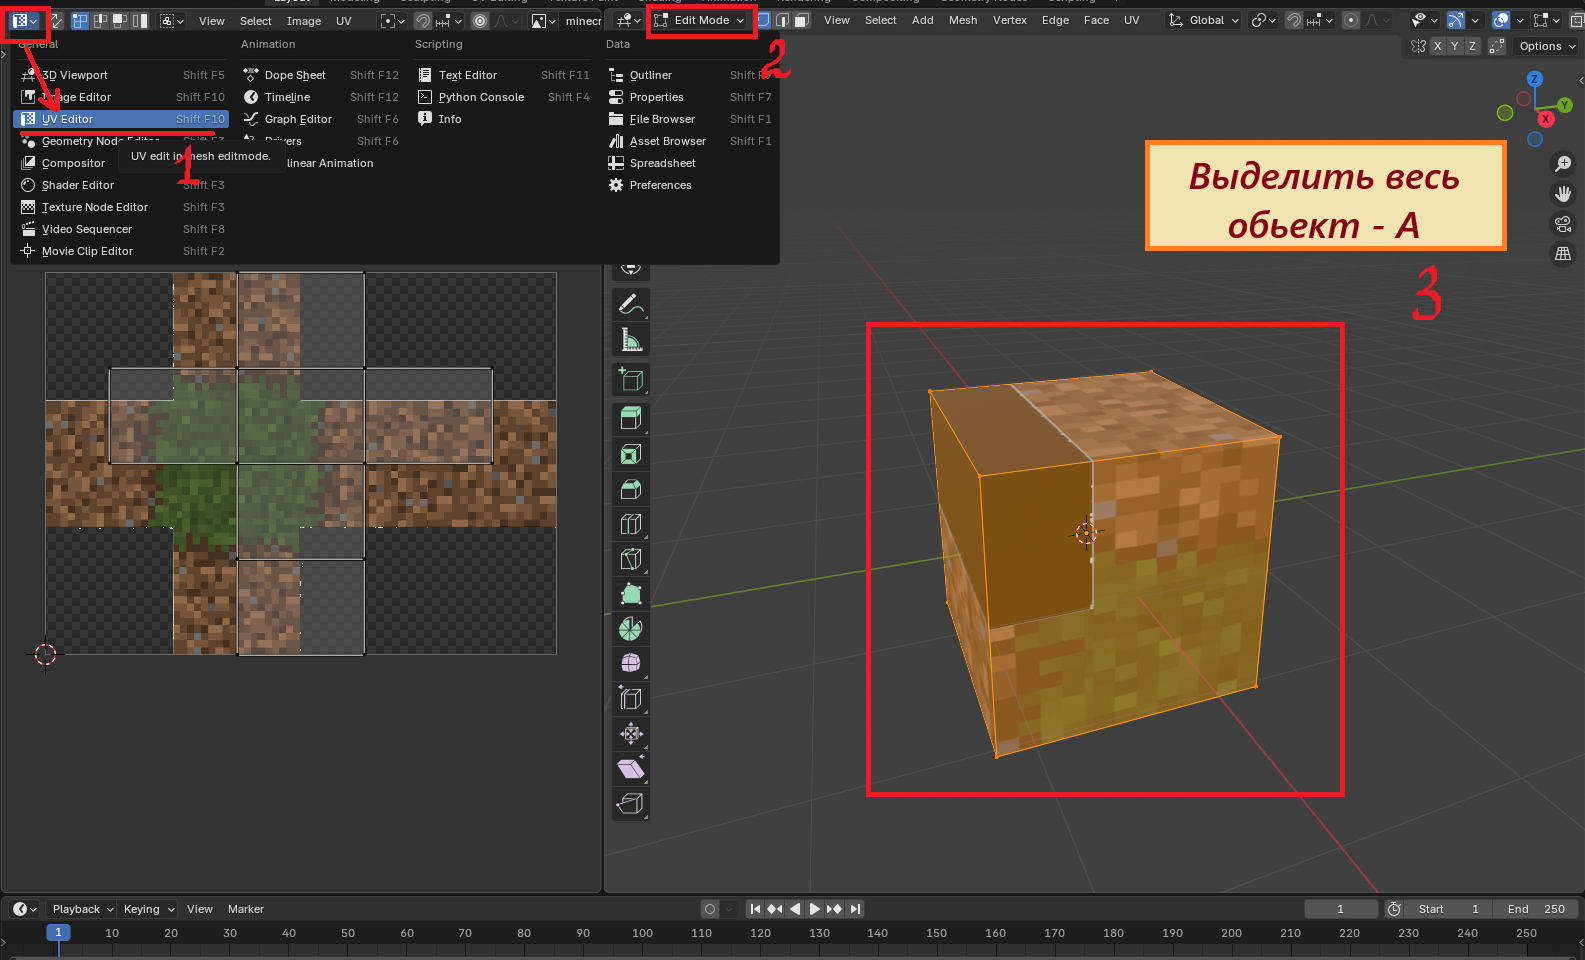 View Select Image UV minecr
Edit Mode View Select Add Mesh Vertex Edge Face UV Global
X Y Z Options
General Animation Scripting Data
3D Viewport Shift F5 Dope Sheet Shift F12 Text Editor Shift F11 Outliner Shift
Image Editor Shift F10 Timeline Shift F12 Python Console Shift F4 Properties Shift F7
UV Editor Shift F10 Graph Editor Shift F6 Info File Browser Shift F1
Geometry Node Editor Shift F3 Drivers Shift F6 Asset Browser Shift F1
Compositor linear Animation Spreadsheet
UV edit in mesh editmode.
Shader Editor Shift F3 Preferences
Texture Node Editor Shift F3
Video Sequencer Shift F8
Movie Clip Editor Shift F2
1
2
Z
Y
X
Выделить весь
обьект - А
3
Playback Keying View Marker 1 Start 1 End 250
1 10 20 30 40 50 60 70 80 90 100 110 120 130 140 150 160 170 180 190 200 210 220 230 240 250